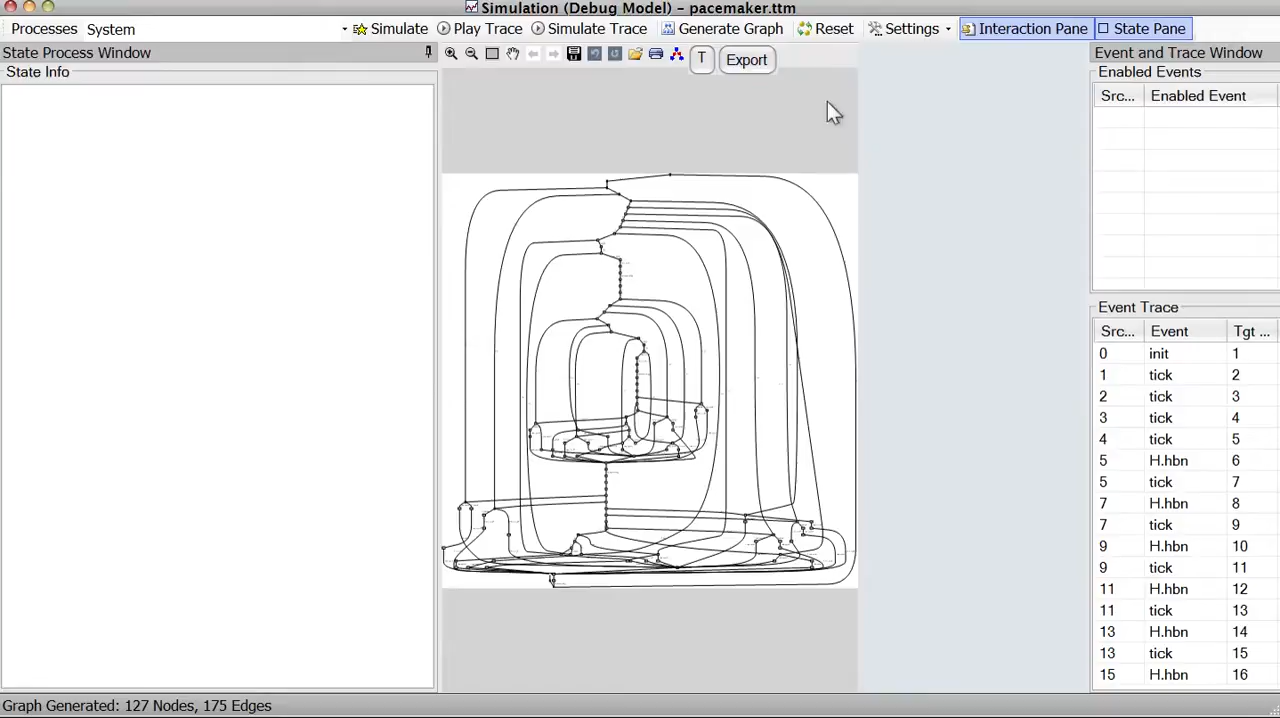 Simulation (Debug Model) - pacemaker.ttm
Processes System Simulate Play Trace Simulate Trace Generate Graph Reset Settings Interaction Pane State Pane
State Process Window
State Info
T Export
Event and Trace Window
Enabled Events
Src... Enabled Event
Event Trace
Src... Event Tgt ...
0 init 1
1 tick 2
2 tick 3
3 tick 4
4 tick 5
5 H.hbn 6
5 tick 7
7 H.hbn 8
7 tick 9
9 H.hbn 10
9 tick 11
11 H.hbn 12
11 tick 13
13 H.hbn 14
13 tick 15
15 H.hbn 16
Graph Generated: 127 Nodes, 175 Edges